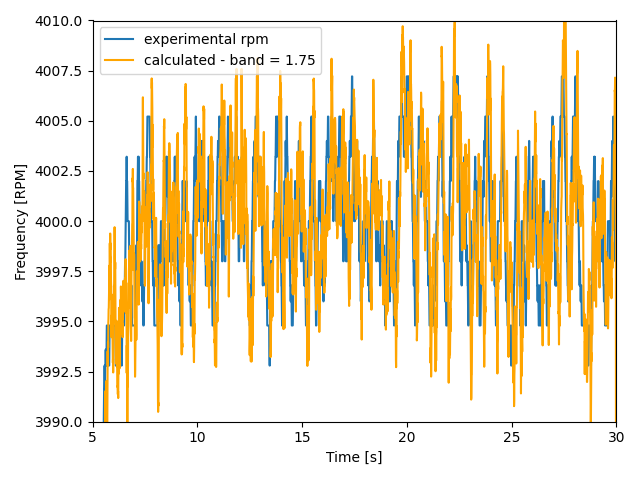 experimental rpm
calculated - band = 1.75
4010.0
4007.5
4005.0
4002.5
4000.0
3997.5
3995.0
3992.5
3990.0
Frequency [RPM]
5 10 15 20 25 30
Time [s]